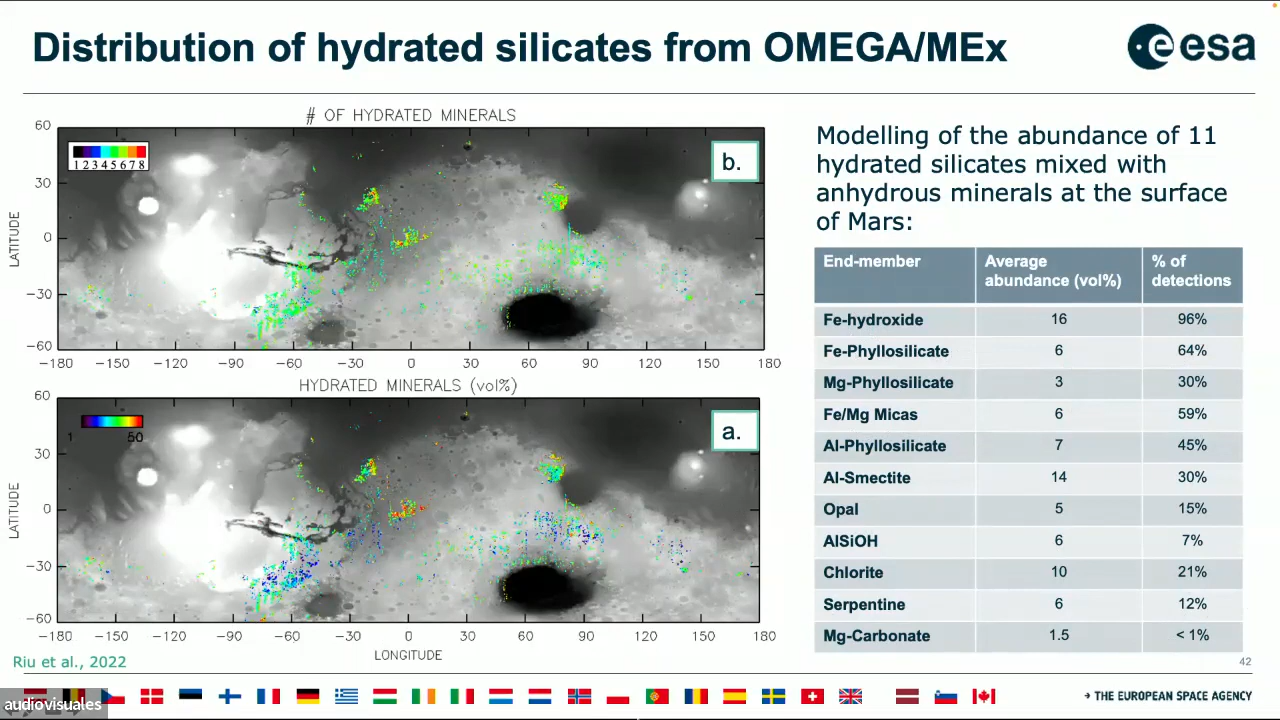 Distribution of hydrated silicates from OMEGA/MEx
esa
# OF HYDRATED MINERALS
b.
1 2 3 4 5 6 7 8
60
30
0
−30
−60
LATITUDE
−180 −150 −120 −90 −60 −30 0 30 60 90 120 150 180
HYDRATED MINERALS (vol%)
a.
1 50
60
30
0
−30
−60
LATITUDE
−180 −150 −120 −90 −60 −30 0 30 60 90 120 150 180
LONGITUDE
Riu et al., 2022
Modelling of the abundance of 11
hydrated silicates mixed with
anhydrous minerals at the surface
of Mars:
End-member Average abundance (vol%) % of detections
Fe-hydroxide 16 96%
Fe-Phyllosilicate 6 64%
Mg-Phyllosilicate 3 30%
Fe/Mg Micas 6 59%
Al-Phyllosilicate 7 45%
Al-Smectite 14 30%
Opal 5 15%
AlSiOH 6 7%
Chlorite 10 21%
Serpentine 6 12%
Mg-Carbonate 1.5 < 1%
42
audiovisuales
→ THE EUROPEAN SPACE AGENCY